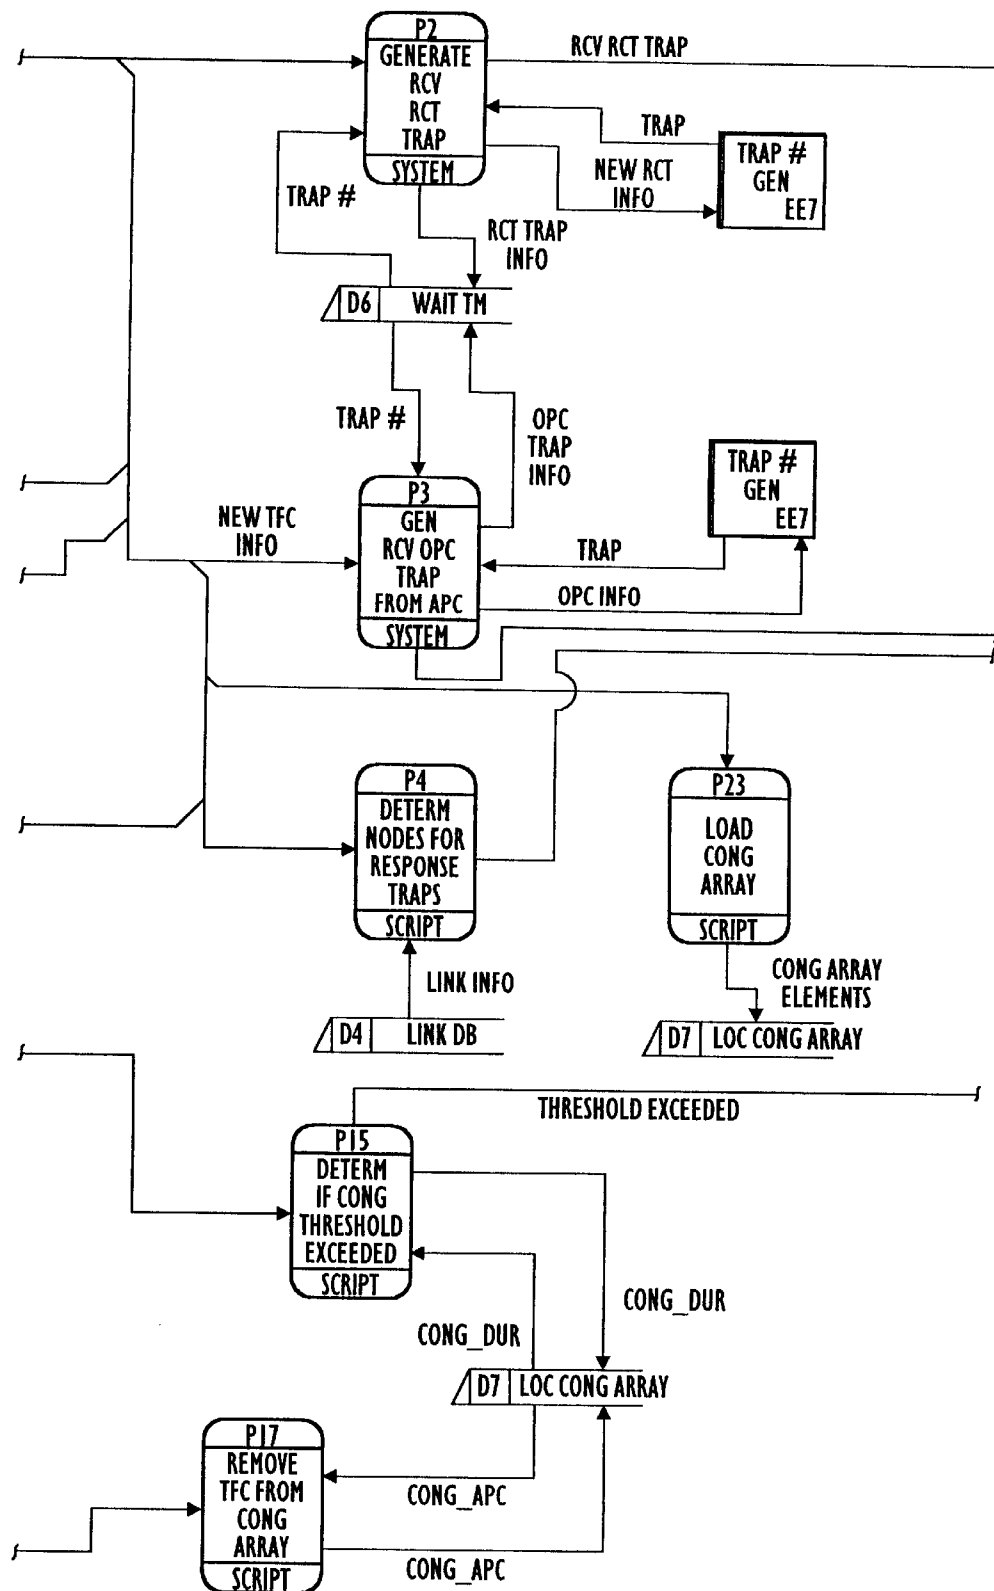 P2
GENERATE
RCV
RCT
TRAP
SYSTEM
RCV RCT TRAP
TRAP
NEW RCT
INFO
TRAP #
GEN
EE7
TRAP #
RCT TRAP
INFO
D6 WAIT TM
TRAP #
OPC
TRAP
INFO
P3
GEN
RCV OPC
TRAP
FROM APC
SYSTEM
NEW TFC
INFO
TRAP #
GEN
EE7
TRAP
OPC INFO
P4
DETERM
NODES FOR
RESPONSE
TRAPS
SCRIPT
P23
LOAD
CONG
ARRAY
SCRIPT
LINK INFO
CONG ARRAY
ELEMENTS
D4 LINK DB
D7 LOC CONG ARRAY
THRESHOLD EXCEEDED
P15
DETERM
IF CONG
THRESHOLD
EXCEEDED
SCRIPT
CONG_DUR
CONG_DUR
D7 LOC CONG ARRAY
P17
REMOVE
TFC FROM
CONG
ARRAY
SCRIPT
CONG_APC
CONG_APC